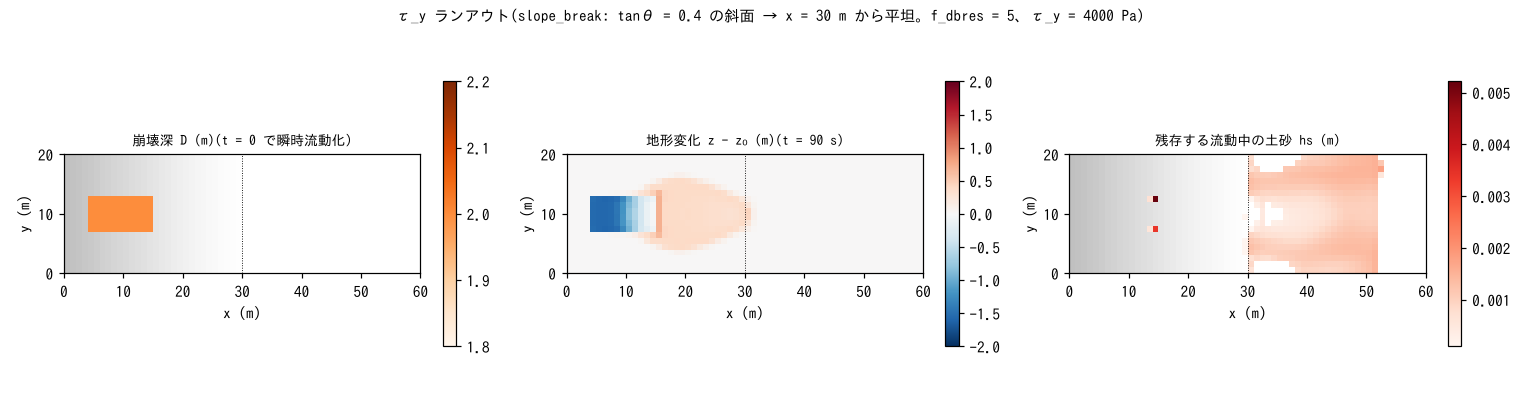 τ_y ランアウト(slope_break: tanθ = 0.4 の斜面 → x = 30 m から平坦。f_dbres = 5、τ_y = 4000 Pa)
崩壊深 D (m)(t = 0 で瞬時流動化)
20
10
0
y (m)
0 10 20 30 40 50 60
x (m)
2.2
2.1
2.0
1.9
1.8
地形変化 z − z₀ (m)(t = 90 s)
20
10
0
y (m)
0 10 20 30 40 50 60
x (m)
2.0
1.5
1.0
0.5
0.0
-0.5
-1.0
-1.5
-2.0
残存する流動中の土砂 hs (m)
20
10
0
y (m)
0 10 20 30 40 50 60
x (m)
0.005
0.004
0.003
0.002
0.001